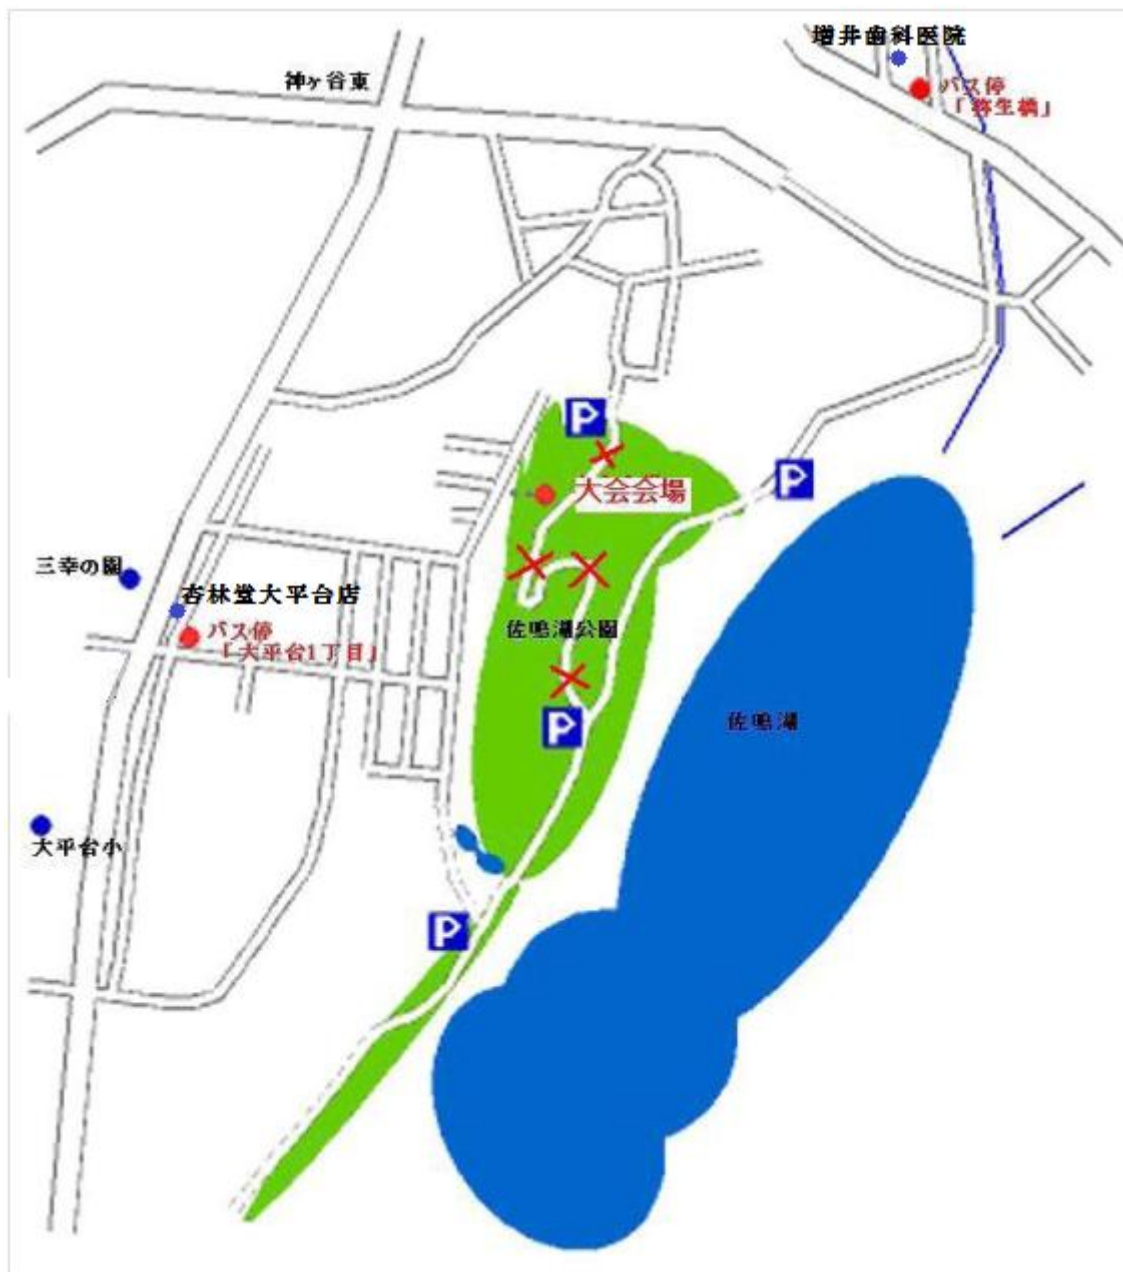 増井歯科医院
神ヶ谷東
バス停
「弥生橋」
P
大会会場
P
三幸の園
杏林堂大平台店
バス停
「大平台1丁目」
佐鳴湖公園
P
佐鳴湖
大平台小
P